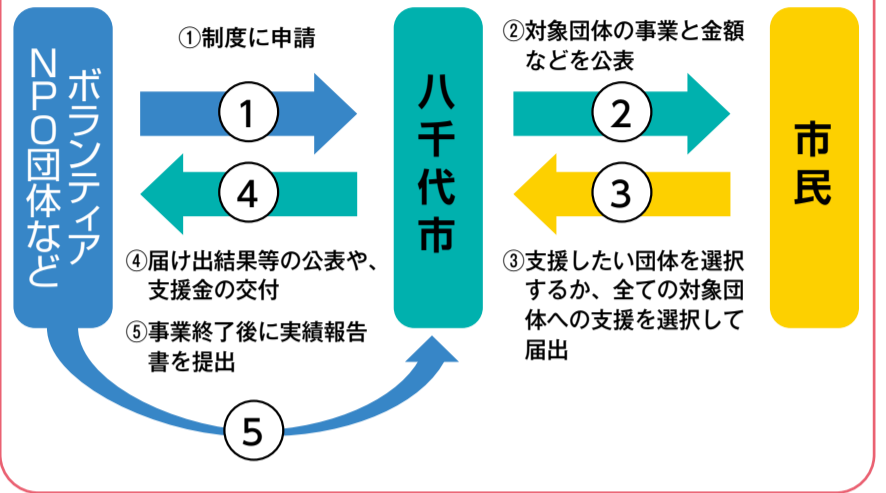 ボランティア
NPO団体など
①制度に申請
1
4
④届け出結果等の公表や、
支援金の交付
⑤事業終了後に実績報告
書を提出
5
八千代市
②対象団体の事業と金額
などを公表
2
3
③支援したい団体を選択
するか、全ての対象団
体への支援を選択して
届出
市民